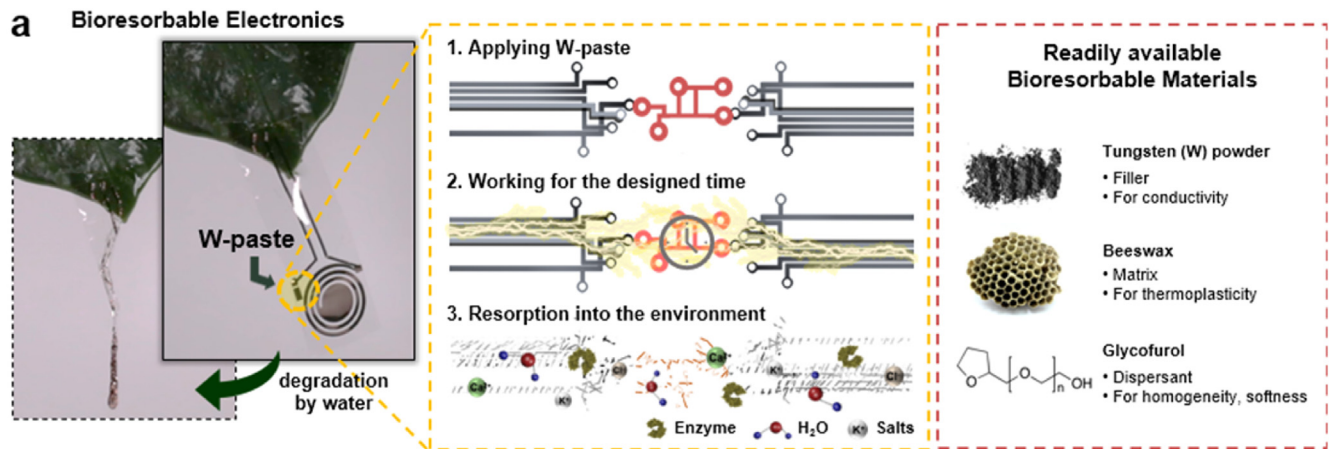 a
Bioresorbable Electronics
W-paste
degradation
by water
1. Applying W-paste
2. Working for the designed time
3. Resorption into the environment
Enzyme
H₂O
K⁺
Salts
Readily available
Bioresorbable Materials
Tungsten (W) powder
• Filler
• For conductivity
Beeswax
• Matrix
• For thermoplasticity
Glycofurol
• Dispersant
• For homogeneity, softness
O
O
n
OH